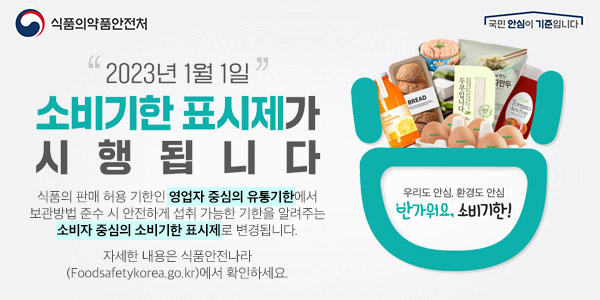 식품의약품안전처
국민 안심이 기준입니다
“ 2023년 1월 1일 ”
소비기한 표시제가
시행됩니다
식품의 판매 허용 기한인 영업자 중심의 유통기한에서
보관방법 준수 시 안전하게 섭취 가능한 기한을 알려주는
소비자 중심의 소비기한 표시제로 변경됩니다.
자세한 내용은 식품안전나라
(Foodsafetykorea.go.kr)에서 확인하세요.
BREAD
두부입니다
Tomato
ketchup
우리도 안심, 환경도 안심
반가워요, 소비기한!